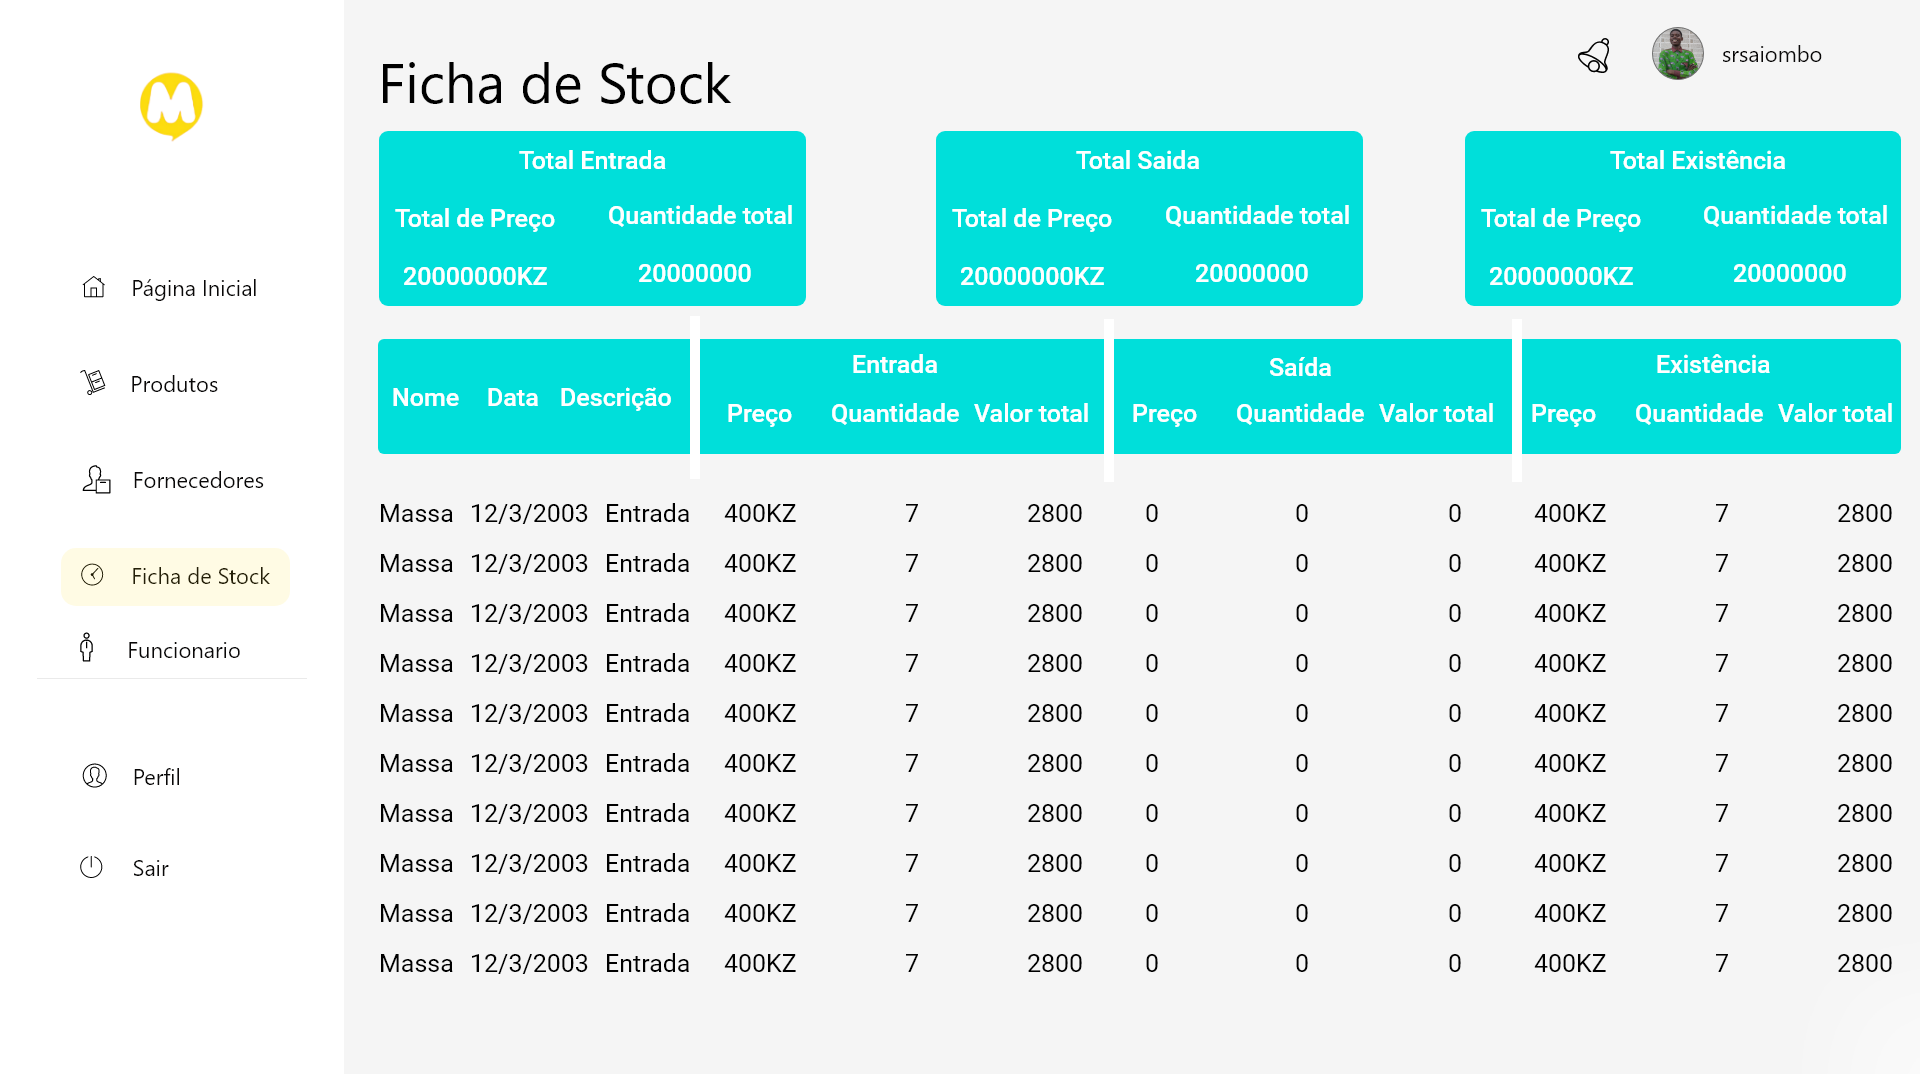 M
Página Inicial
Produtos
Fornecedores
Ficha de Stock
Funcionario
Perfil
Sair
Ficha de Stock
srsaiombo
Total Entrada
Total de Preço Quantidade total
20000000KZ 20000000
Total Saida
Total de Preço Quantidade total
20000000KZ 20000000
Total Existência
Total de Preço Quantidade total
20000000KZ 20000000
Entrada Saída Existência
Nome Data Descrição Preço Quantidade Valor total Preço Quantidade Valor total Preço Quantidade Valor total
Massa 12/3/2003 Entrada 400KZ 7 2800 0 0 0 400KZ 7 2800
Massa 12/3/2003 Entrada 400KZ 7 2800 0 0 0 400KZ 7 2800
Massa 12/3/2003 Entrada 400KZ 7 2800 0 0 0 400KZ 7 2800
Massa 12/3/2003 Entrada 400KZ 7 2800 0 0 0 400KZ 7 2800
Massa 12/3/2003 Entrada 400KZ 7 2800 0 0 0 400KZ 7 2800
Massa 12/3/2003 Entrada 400KZ 7 2800 0 0 0 400KZ 7 2800
Massa 12/3/2003 Entrada 400KZ 7 2800 0 0 0 400KZ 7 2800
Massa 12/3/2003 Entrada 400KZ 7 2800 0 0 0 400KZ 7 2800
Massa 12/3/2003 Entrada 400KZ 7 2800 0 0 0 400KZ 7 2800
Massa 12/3/2003 Entrada 400KZ 7 2800 0 0 0 400KZ 7 2800